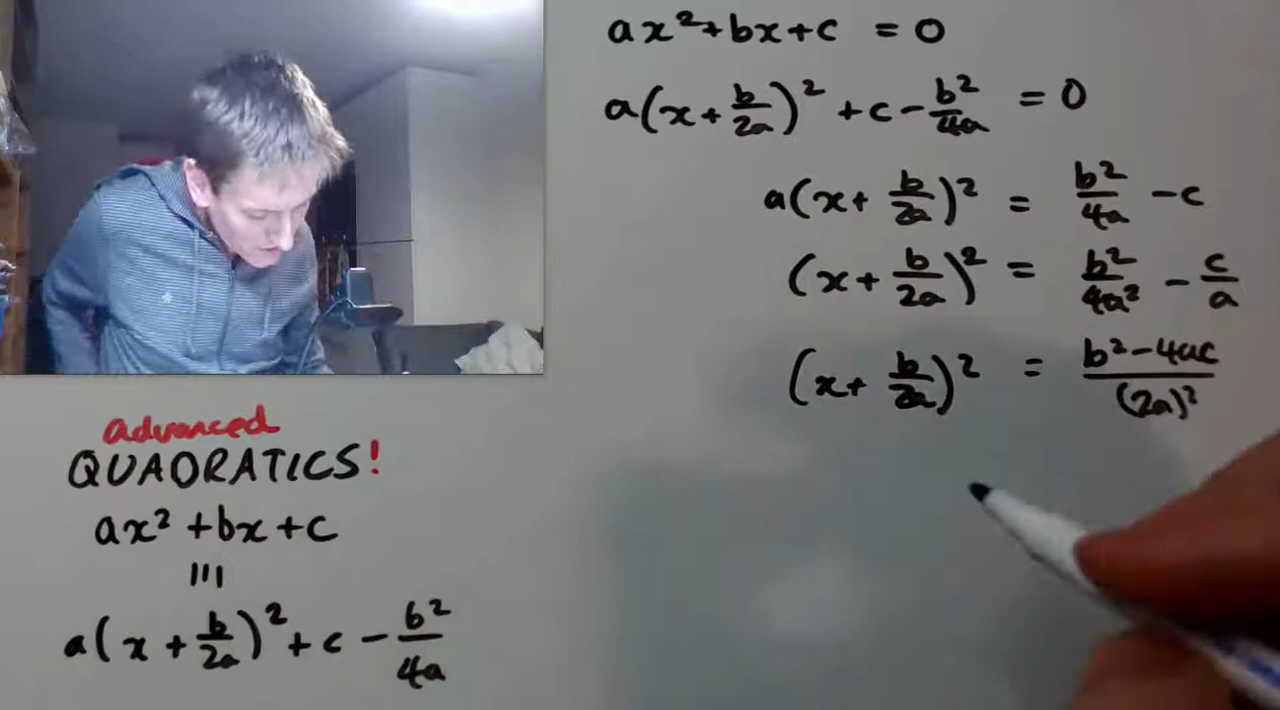 ax² + bx + c = 0
a(x + b/2a)² + c - b²/4a = 0
a(x + b/2a)² = b²/4a - c
(x + b/2a)² = b²/4a² - c/a
(x + b/2a)² = b²-4ac/(2a)²
advanced
QUADRATICS!
ax² + bx + c
≡
a(x + b/2a)² + c - b²/4a